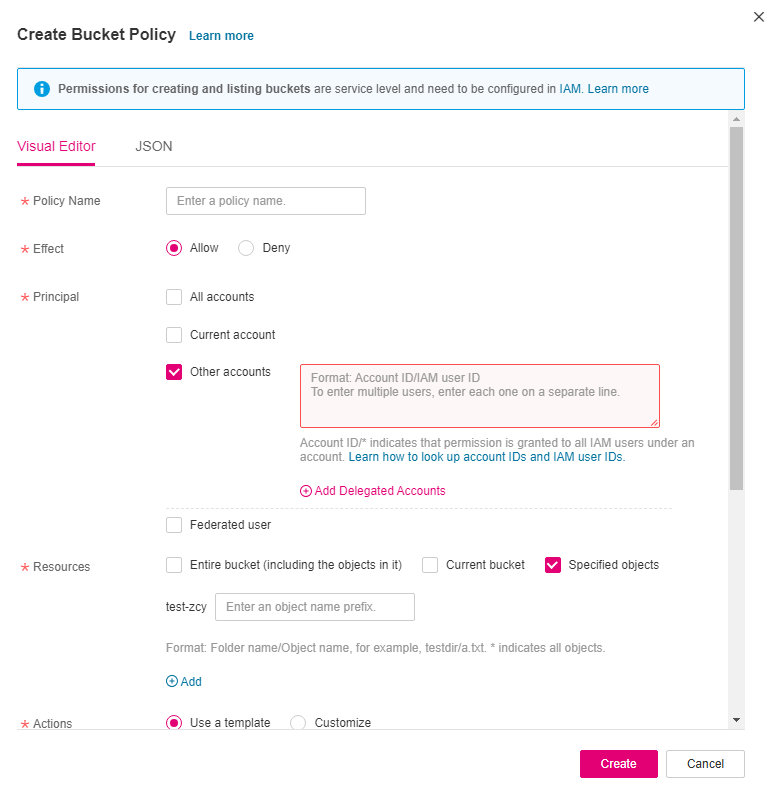 Create Bucket Policy Learn more
Permissions for creating and listing buckets are service level and need to be configured in IAM. Learn more
Visual Editor JSON
* Policy Name Enter a policy name.
* Effect Allow Deny
* Principal All accounts
Current account
Other accounts Format: Account ID/IAM user ID
To enter multiple users, enter each one on a separate line.
Account ID/* indicates that permission is granted to all IAM users under an
account. Learn how to look up account IDs and IAM user IDs.
Add Delegated Accounts
Federated user
* Resources Entire bucket (including the objects in it) Current bucket Specified objects
test-zcy Enter an object name prefix.
Format: Folder name/Object name, for example, testdir/a.txt. * indicates all objects.
Add
* Actions Use a template Customize
Create Cancel